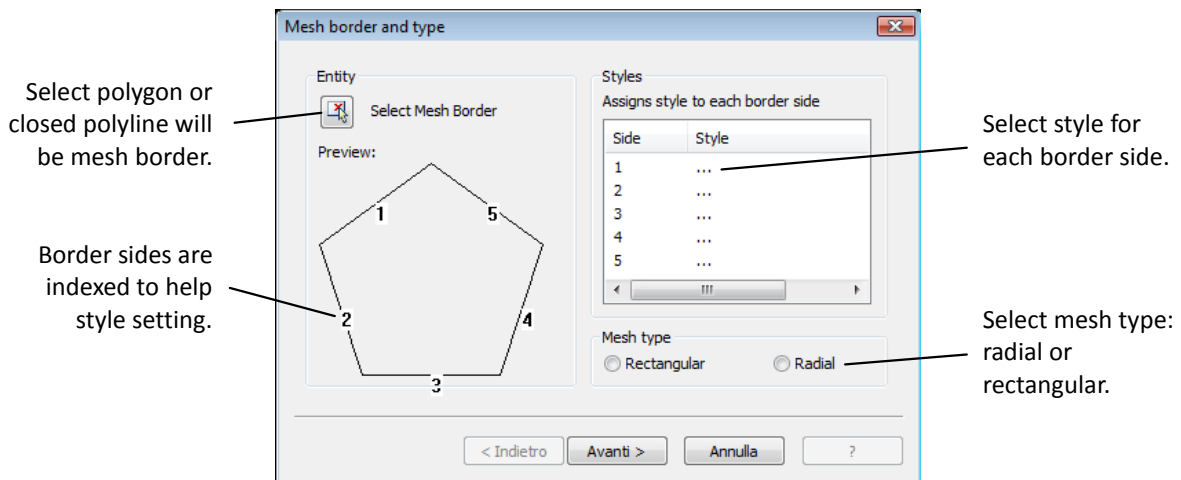 Mesh border and type
Entity
Select Mesh Border
Preview:
1
5
2
4
3
Styles
Assigns style to each border side
Side Style
1 ...
2 ...
3 ...
4 ...
5 ...
Mesh type
Rectangular Radial
< Indietro Avanti > Annulla ?
Select polygon or
closed polyline will
be mesh border.
Border sides are
indexed to help
style setting.
Select style for
each border side.
Select mesh type:
radial or
rectangular.